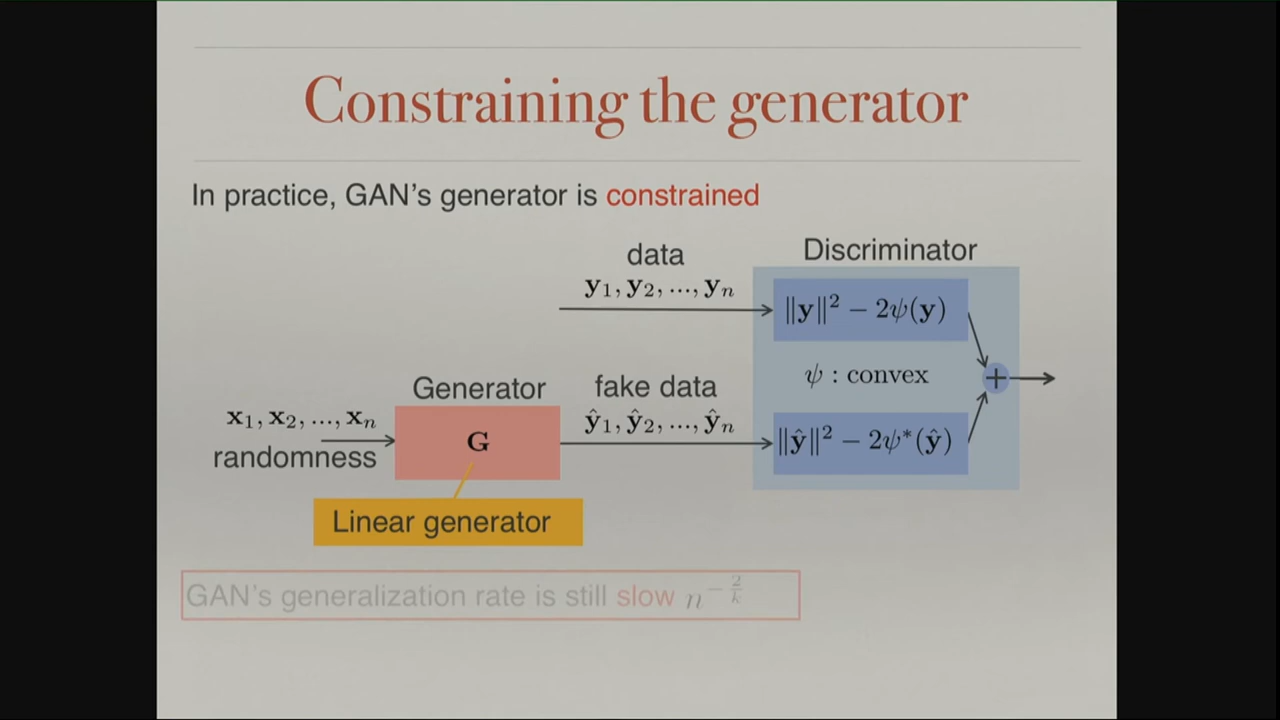 Constraining the generator
In practice, GAN's generator is constrained
data
y₁, y₂, ..., yₙ
Discriminator
‖y‖² − 2ψ(y)
ψ : convex
+
Generator
fake data
x₁, x₂, ..., xₙ
randomness
G
ŷ₁, ŷ₂, ..., ŷₙ
‖ŷ‖² − 2ψ*(ŷ)
Linear generator
GAN's generalization rate is still slow n^{−2/k}